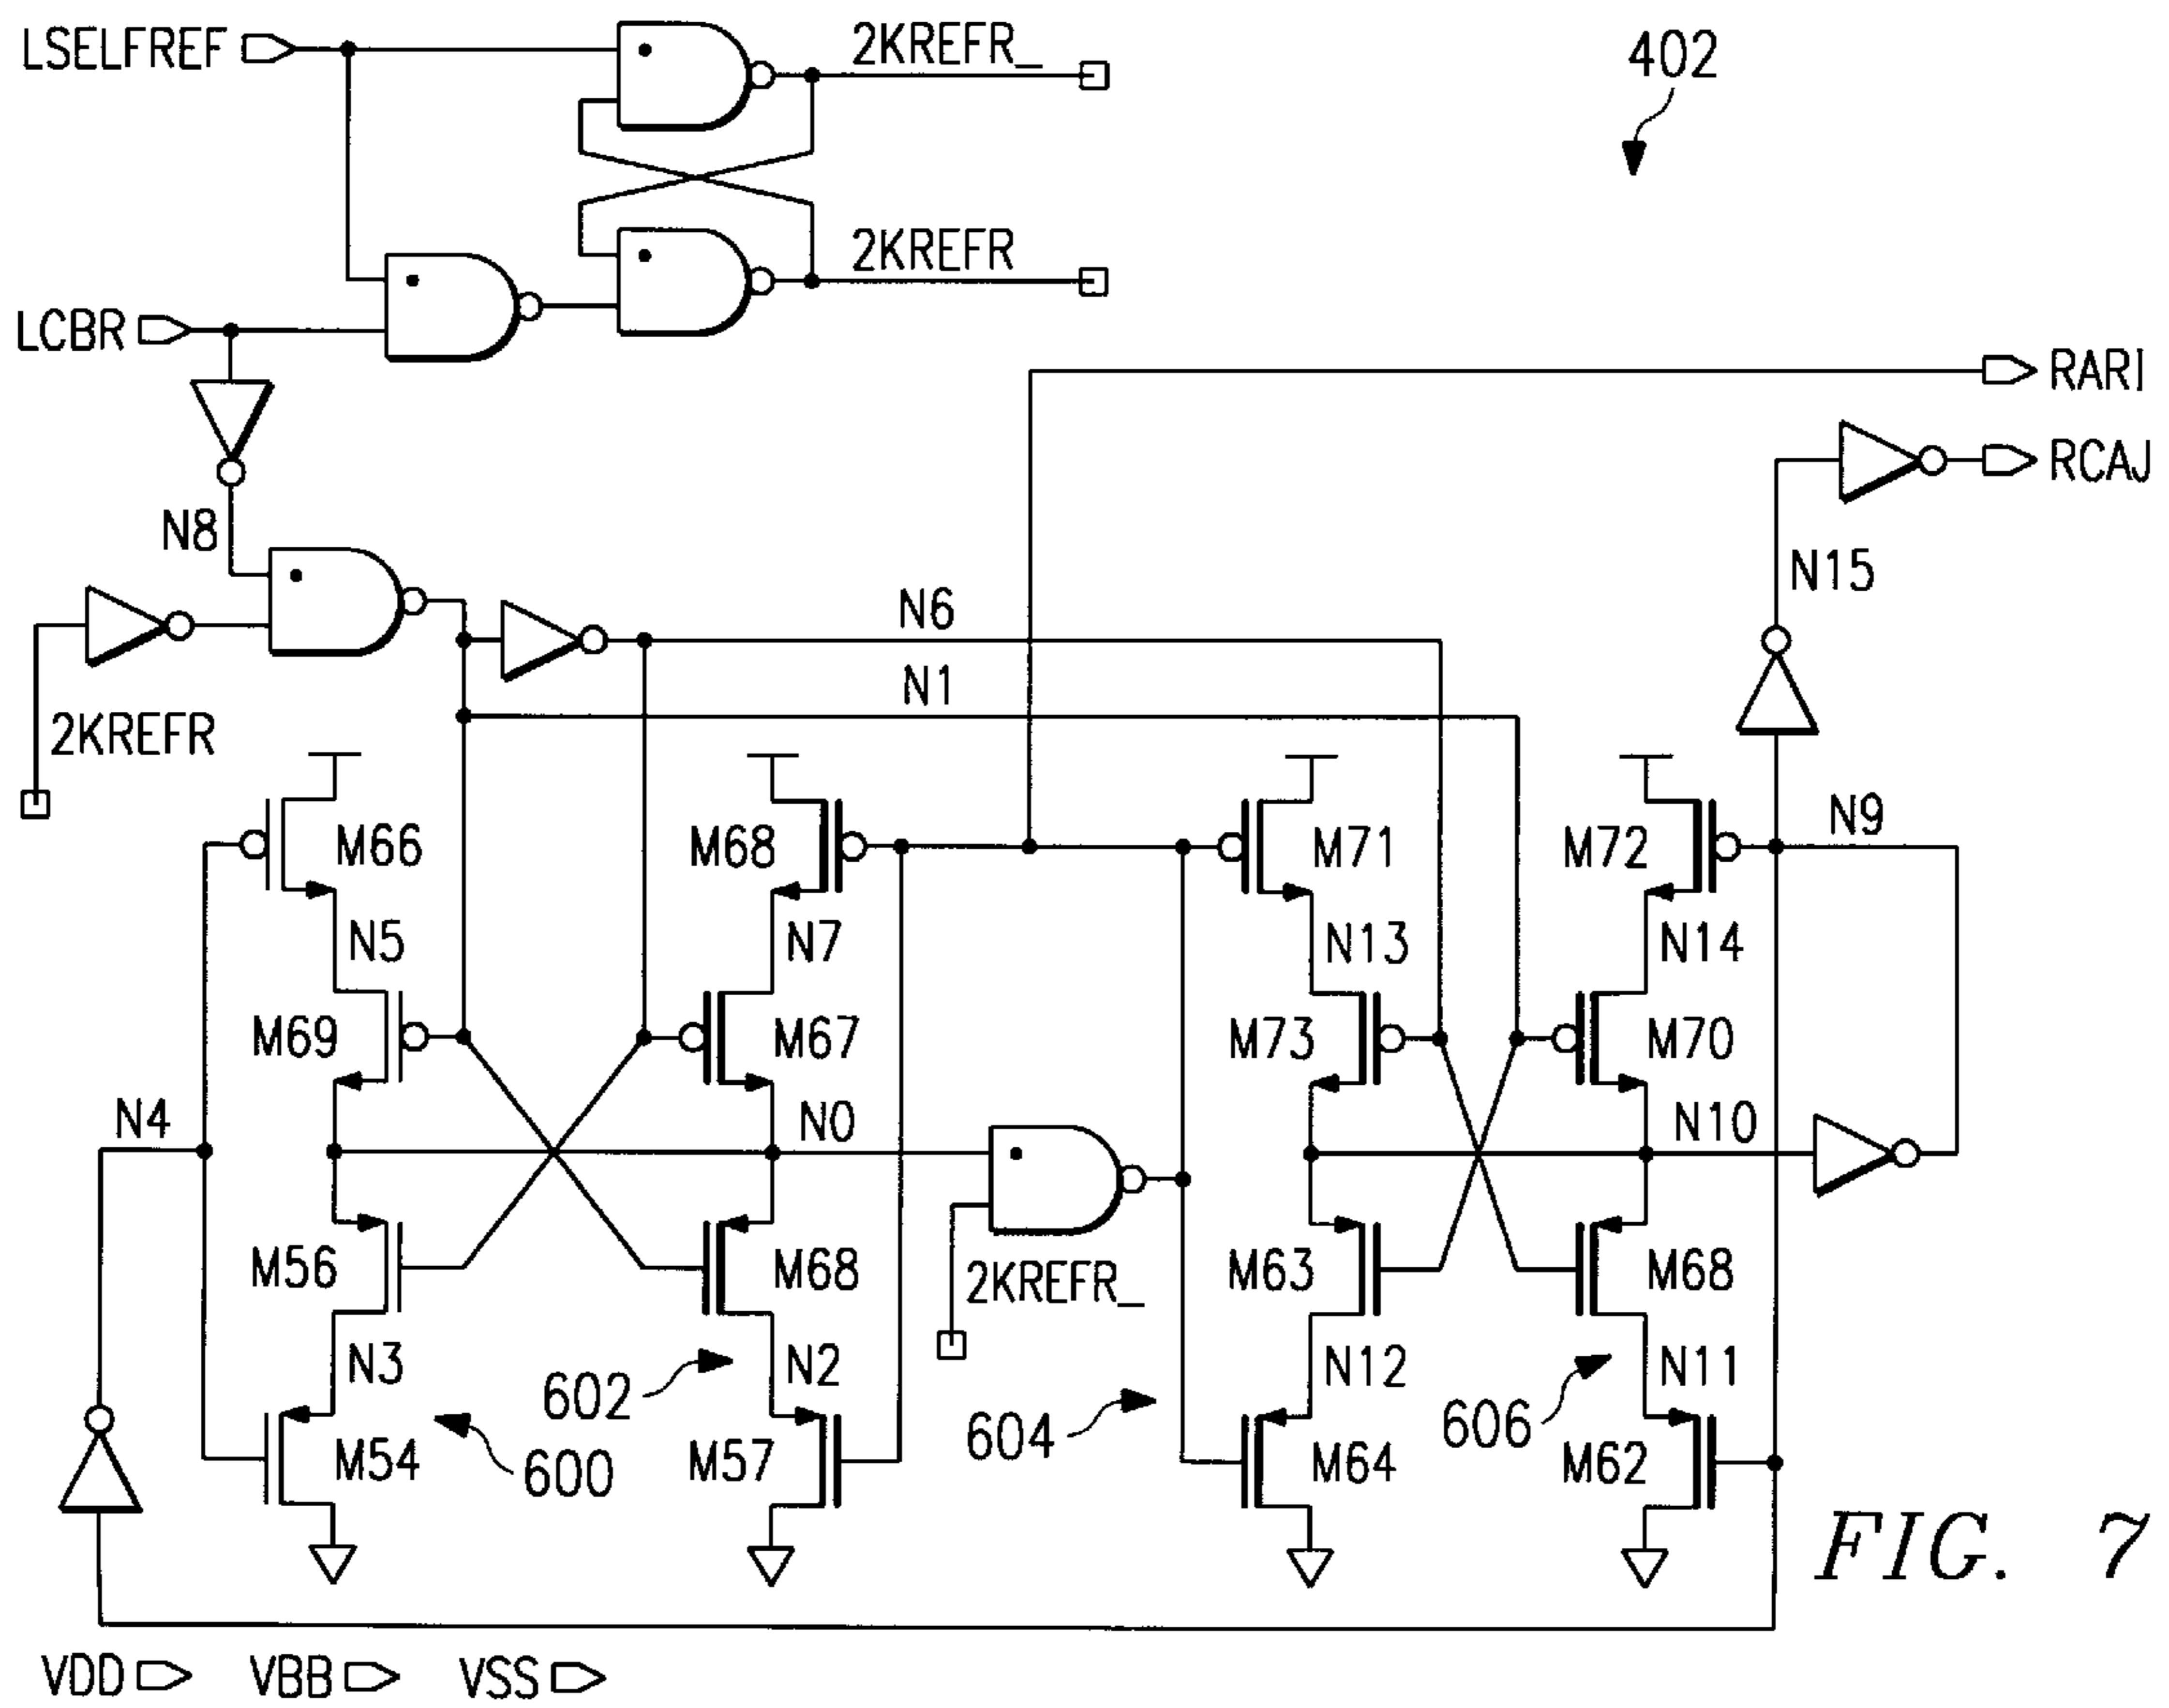 LSELFREF
2KREFR_
402
2KREFR
LCBR
RARI
RCAJ
N8
N15
N6
N1
2KREFR
N9
M66
M68
M71
M72
N5
N7
N13
N14
M69
M67
M73
M70
N4
N0
N10
M56
M68
2KREFR_
M63
M68
N3
602
N2
N12
N11
604
606
M54
600
M57
M64
M62
FIG. 7
VDD
VBB
VSS